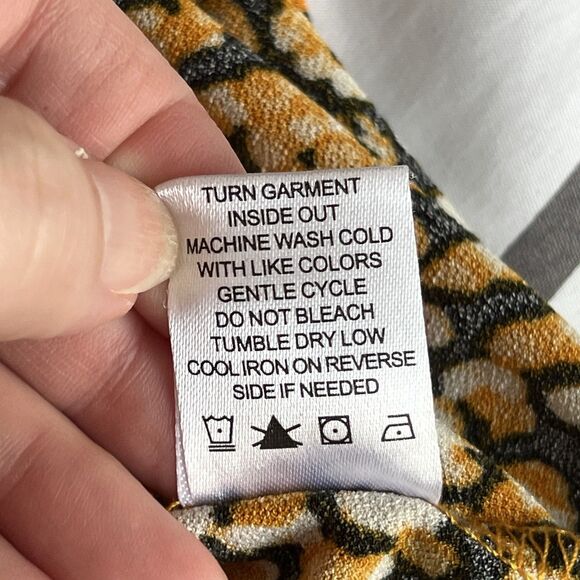 TURN GARMENT
INSIDE OUT
MACHINE WASH COLD
WITH LIKE COLORS
GENTLE CYCLE
DO NOT BLEACH
TUMBLE DRY LOW
COOL IRON ON REVERSE
SIDE IF NEEDED